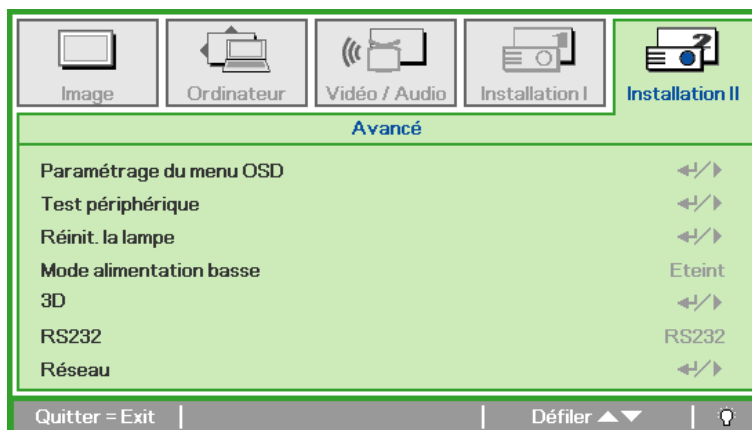 Image
Ordinateur
Vidéo / Audio
Installation I
Installation II
Avancé
Paramétrage du menu OSD
Test périphérique
Réinit. la lampe
Mode alimentation basse Eteint
3D
RS232 RS232
Réseau
Quitter = Exit Défiler